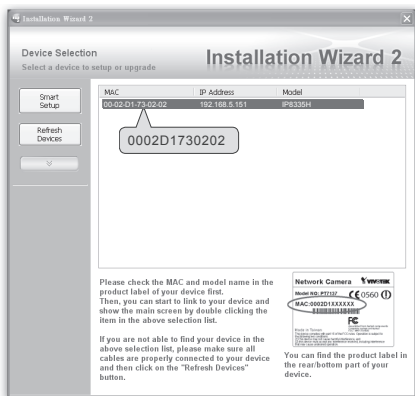 Installation Wizard 2
Device Selection
Select a device to setup or upgrade
Installation Wizard 2
Smart
Setup
Refresh
Devices
MAC
IP Address
Model
00-02-D1-73-02-02
192.168.5.151
IP8335H
0002D1730202
Please check the MAC and model name in the
product label of your device first.
Then, you can start to link to your device and
show the main screen by double clicking the
item in the above selection list.
If you are not able to find your device in the
above selection list, please make sure all
cables are properly connected to your device
and then click on the "Refresh Devices"
button.
Network Camera
VIVOTEK
Model NO: PT7137
CE0560
MAC:0002D1XXXXXX
FC
Made in Taiwan
You can find the product label in
the rear/bottom part of your
device.